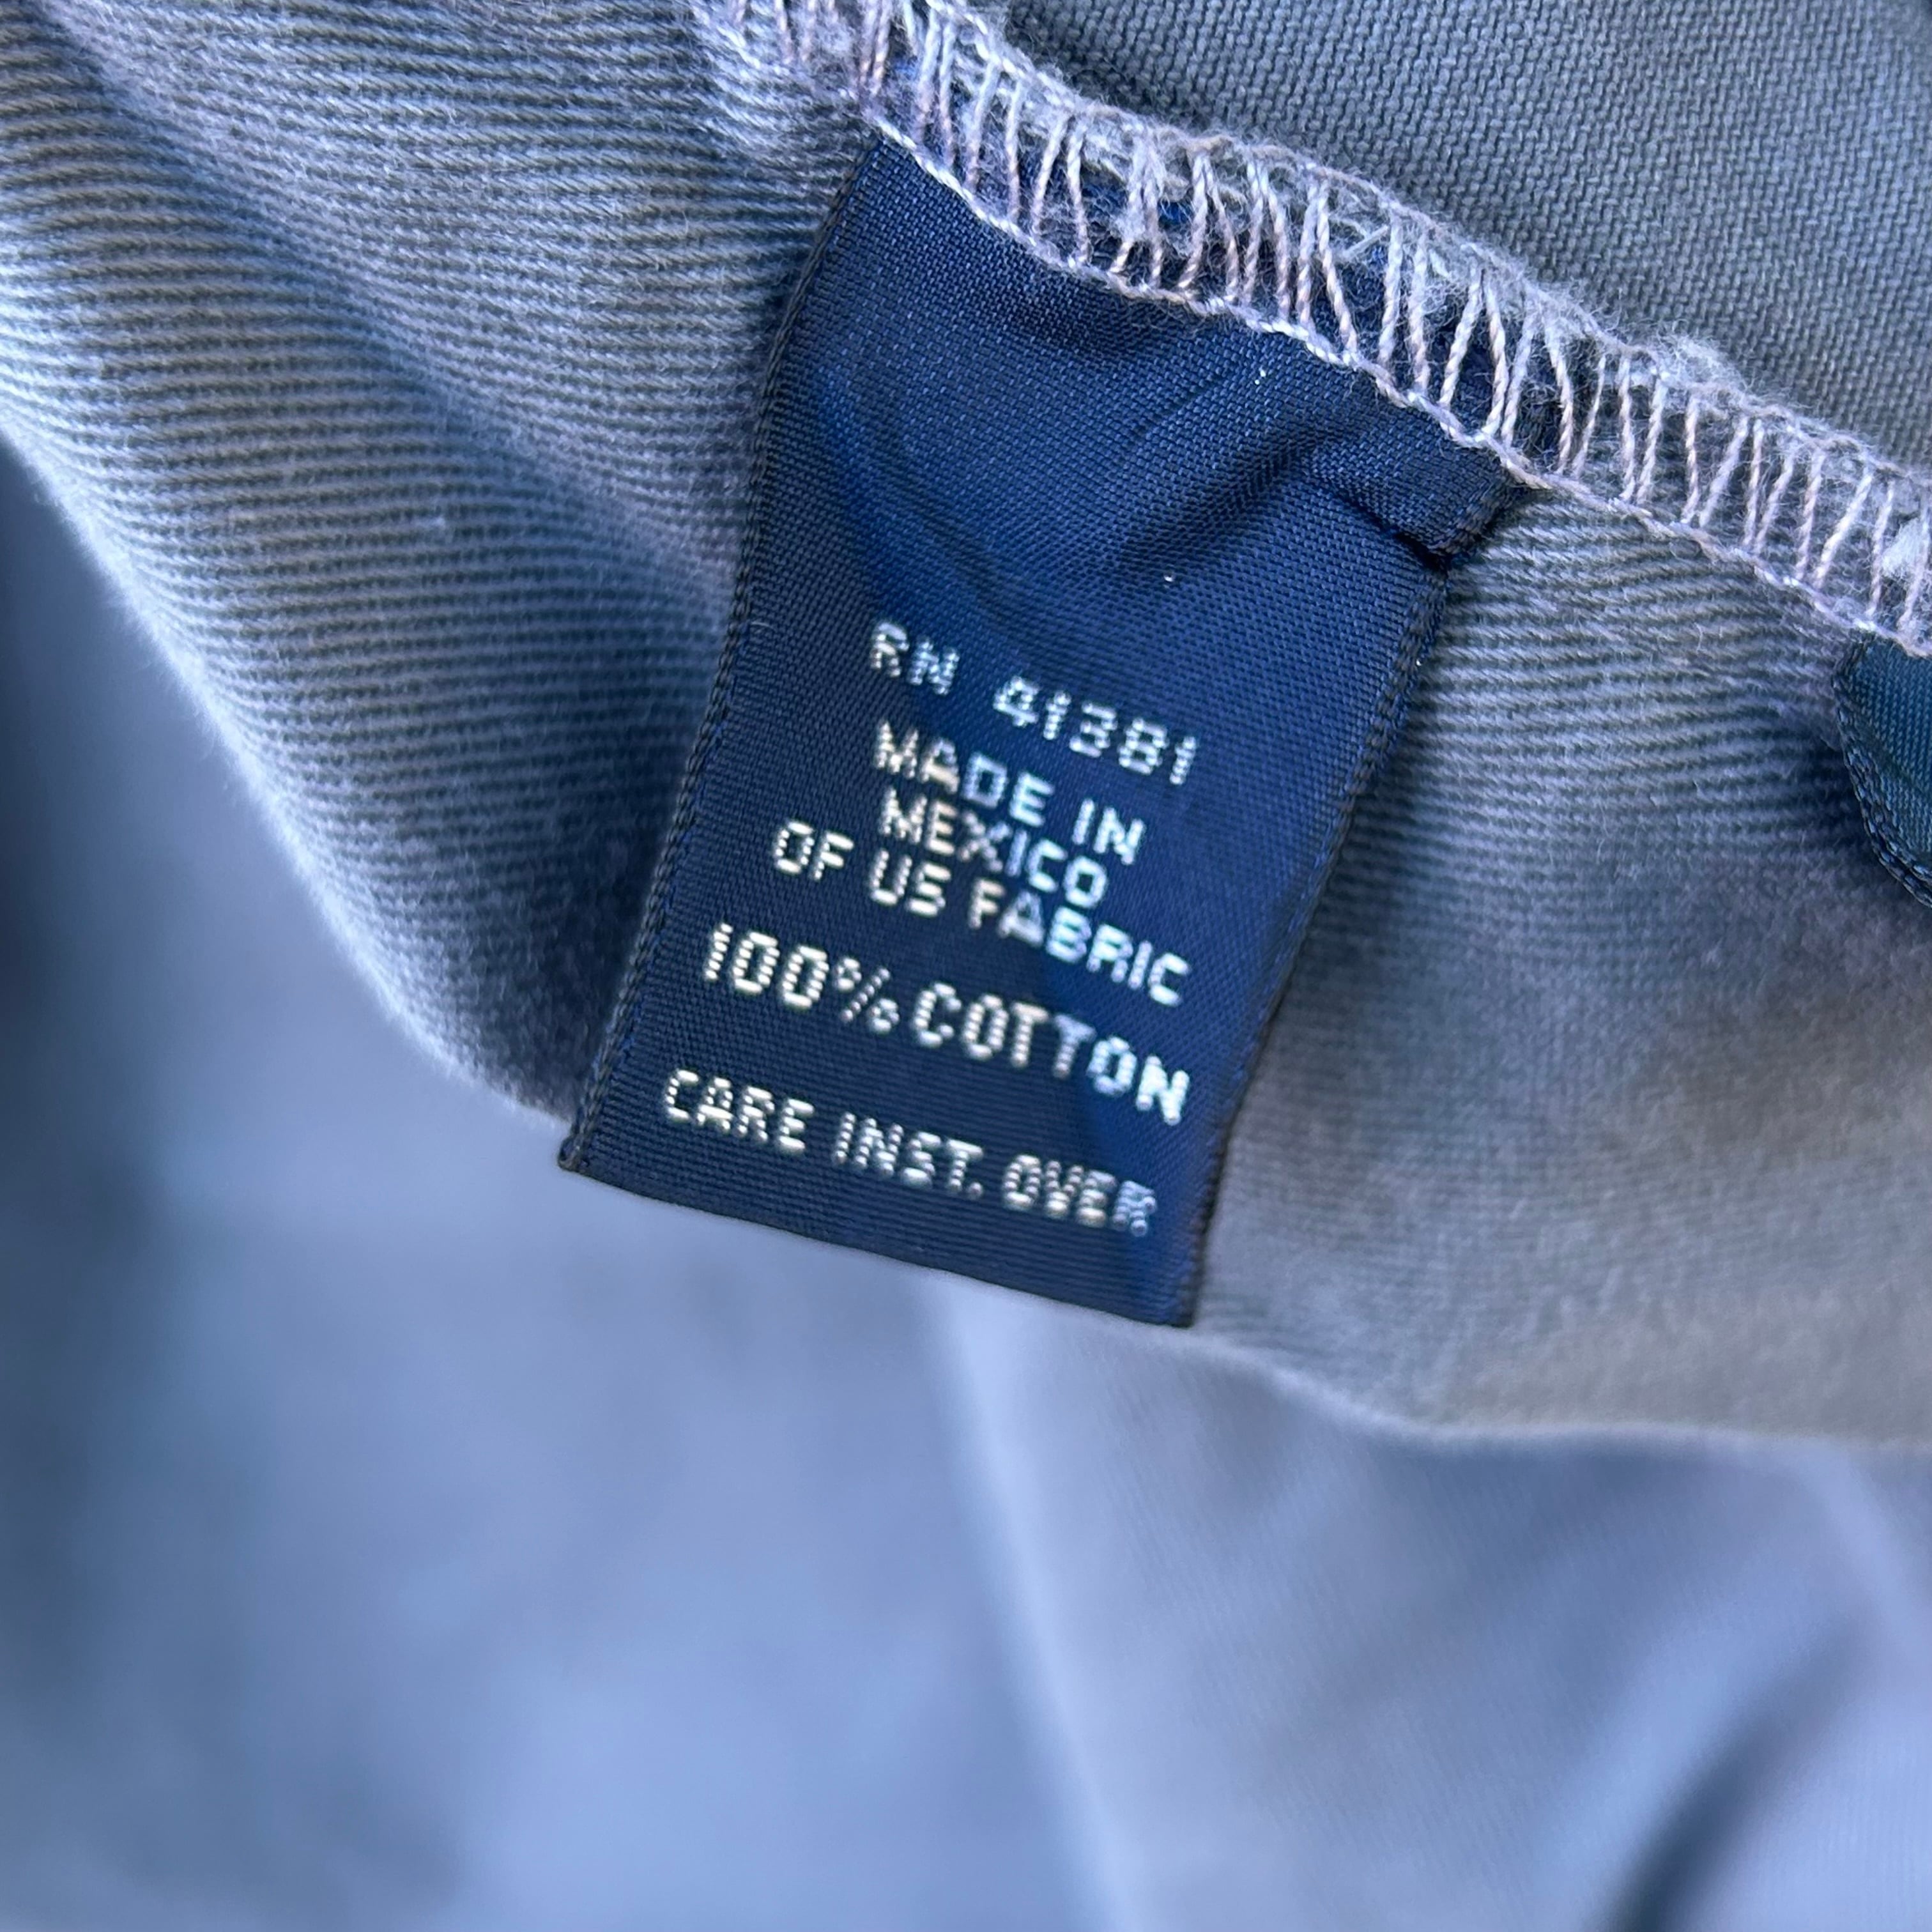 RN 41381
MADE IN
MEXICO
OF US FABRIC
100% COTTON
CARE INST. OVER